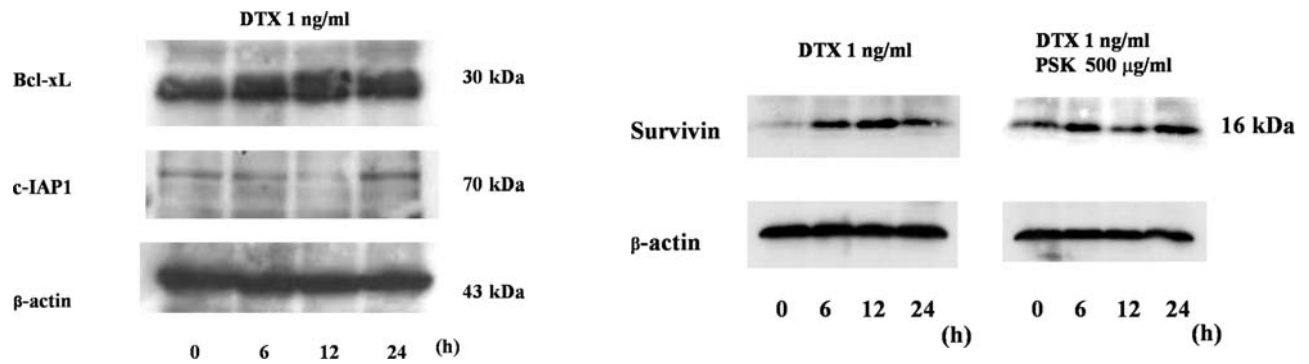 DTX 1 ng/ml
Bcl-xL
30 kDa
c-IAP1
70 kDa
β-actin
43 kDa
0 6 12 24 (h)
DTX 1 ng/ml
DTX 1 ng/ml
PSK 500 μg/ml
Survivin
16 kDa
β-actin
0 6 12 24
(h)
0 6 12 24
(h)